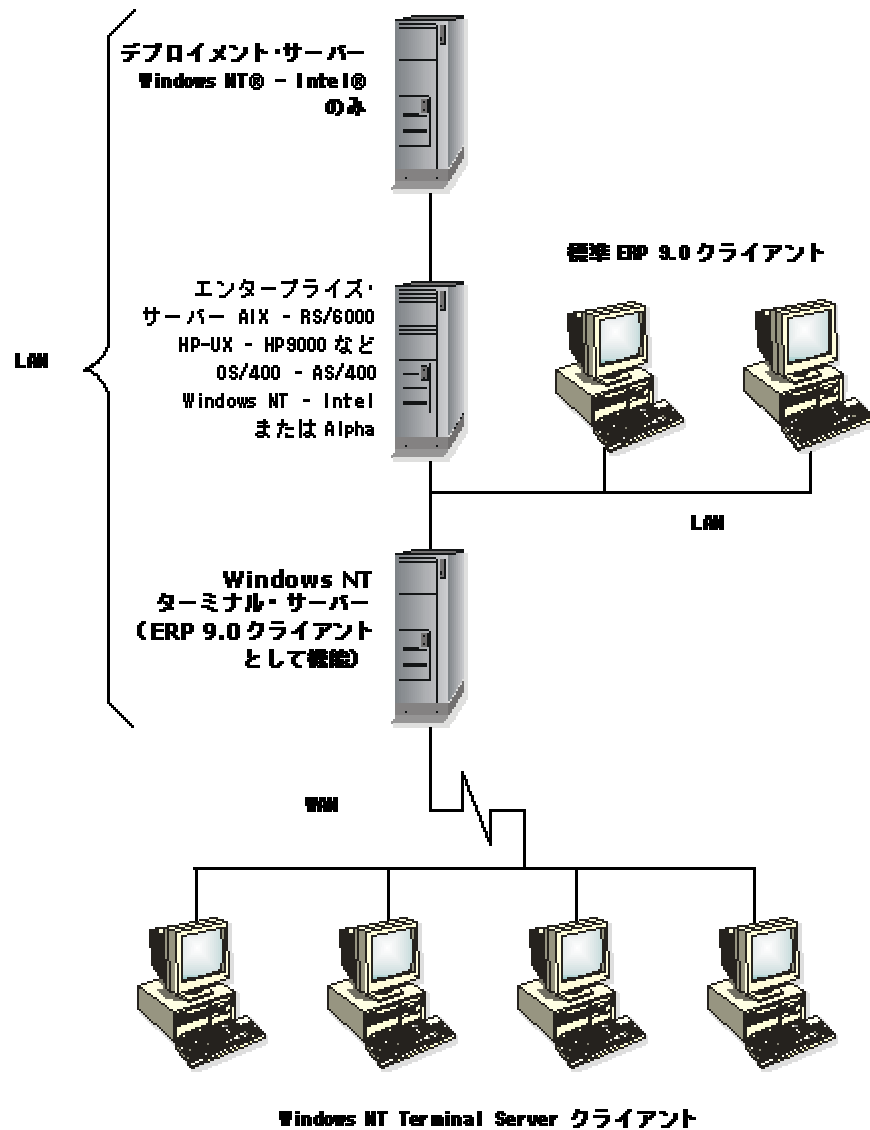 デプロイメント・サーバー
Windows NT® - Intel®
のみ
標準 ERP 9.0 クライアント
エンタープライズ・
サーバー AIX - RS/6000
HP-UX - HP9000 など
OS/400 - AS/400
Windows NT - Intel
または Alpha
LAN
LAN
Windows NT
ターミナル・サーバー
(ERP 9.0 クライアント
として機能)
WAN
Windows NT Terminal Server クライアント